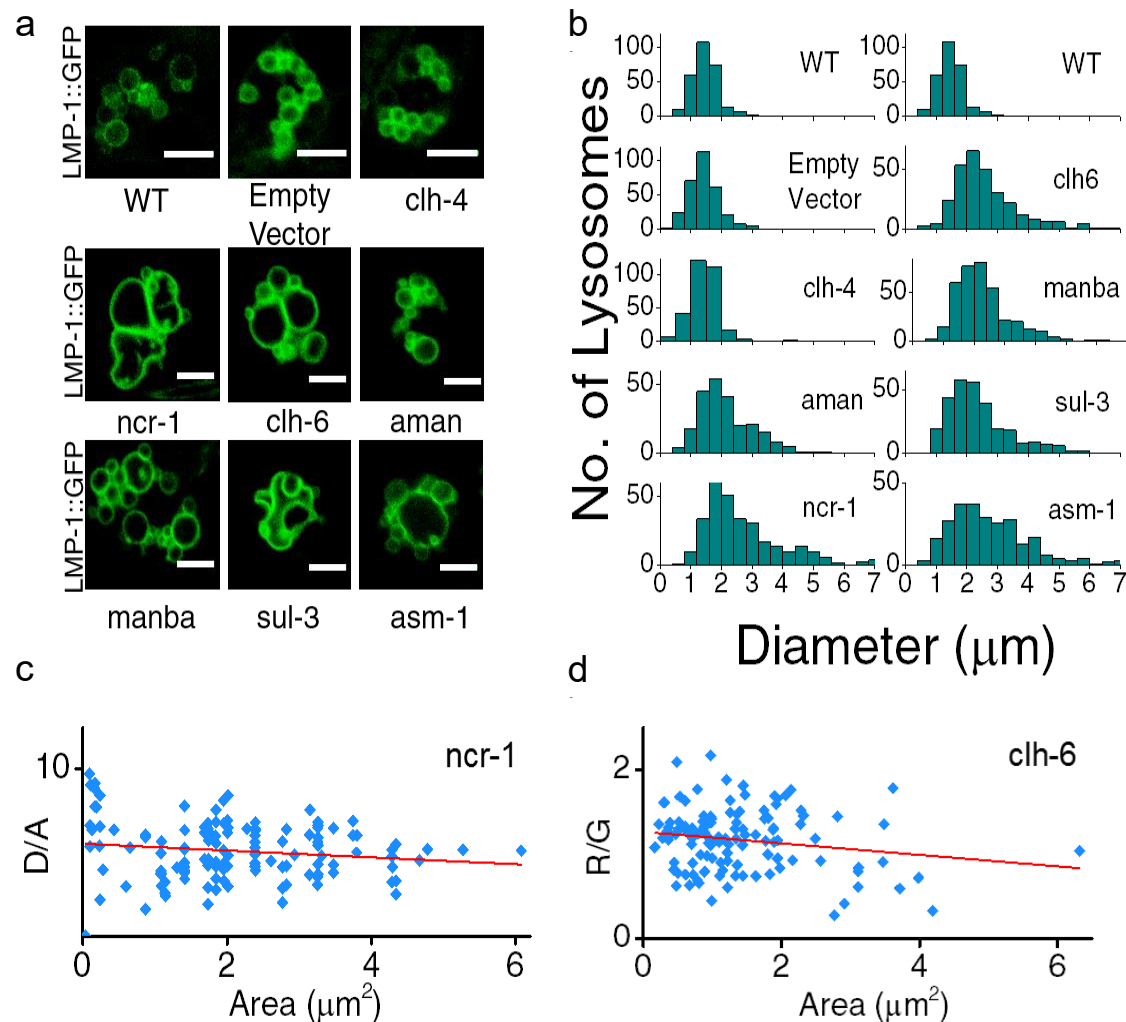 a
LMP-1::GFP
WT
Empty
Vector
clh-4
LMP-1::GFP
ncr-1
clh-6
aman
LMP-1::GFP
manba
sul-3
asm-1
b
No. of Lysosomes
100
50
0
WT
100
50
0
WT
100
50
0
Empty
Vector
50
0
clh6
100
50
0
clh-4
50
0
manba
50
0
aman
50
0
sul-3
50
0
ncr-1
50
0
asm-1
0 1 2 3 4 5 6 7
0 1 2 3 4 5 6 7
Diameter (μm)
c
10
D/A
ncr-1
0 2 4 6
Area (μm²)
d
2
R/G
clh-6
0
0 2 4 6
Area (μm²)